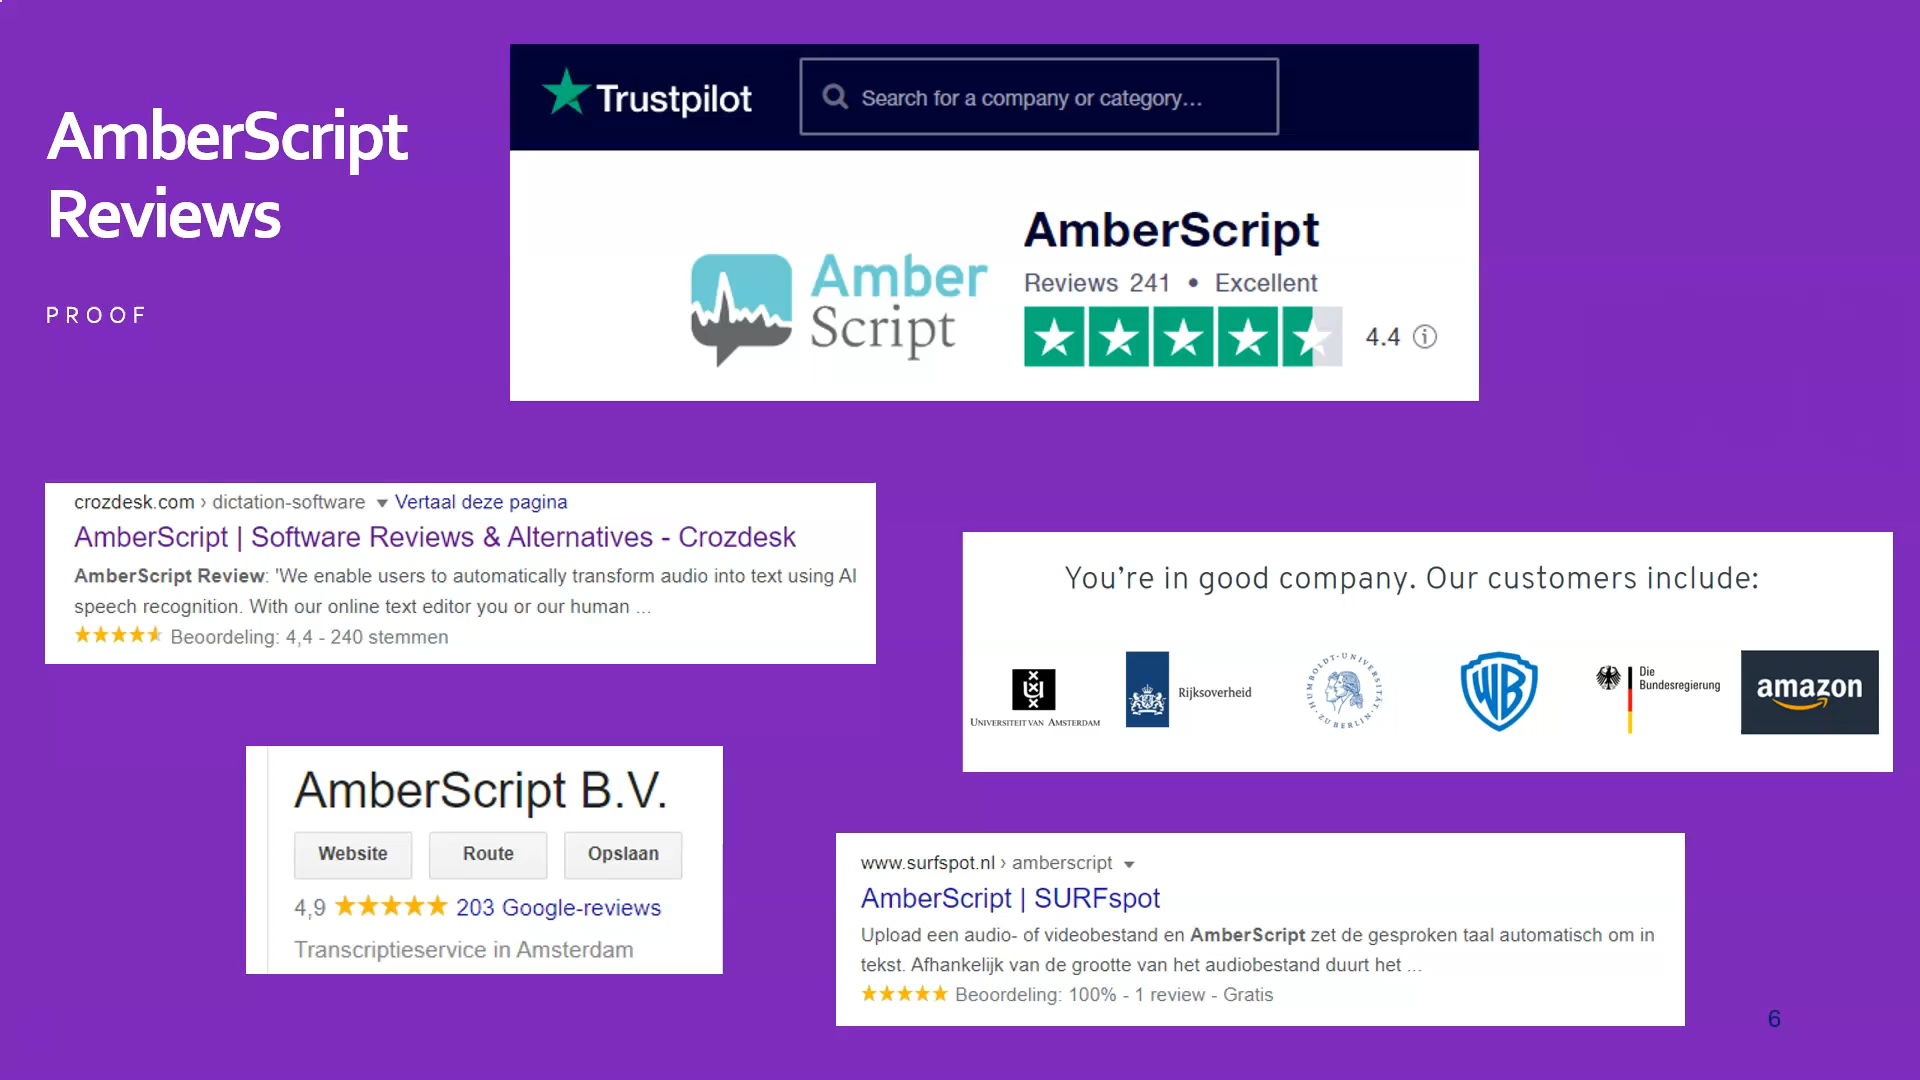 AmberScript
Reviews
PROOF
Trustpilot
Search for a company or category...
Amber
Script
AmberScript
Reviews 241 • Excellent
4.4
crozdesk.com › dictation-software ▼ Vertaal deze pagina
AmberScript | Software Reviews & Alternatives - Crozdesk
AmberScript Review: 'We enable users to automatically transform audio into text using AI
speech recognition. With our online text editor you or our human ...
Beoordeling: 4,4 - 240 stemmen
You're in good company. Our customers include:
UNIVERSITEIT VAN AMSTERDAM
Rijksoverheid
HUMBOLDT-UNIVERSITÄT ZU BERLIN
WB
Die
Bundesregierung
amazon
AmberScript B.V.
Website Route Opslaan
4,9 203 Google-reviews
Transcriptieservice in Amsterdam
www.surfspot.nl › amberscript ▼
AmberScript | SURFspot
Upload een audio- of videobestand en AmberScript zet de gesproken taal automatisch om in
tekst. Afhankelijk van de grootte van het audiobestand duurt het ...
Beoordeling: 100% - 1 review - Gratis
6